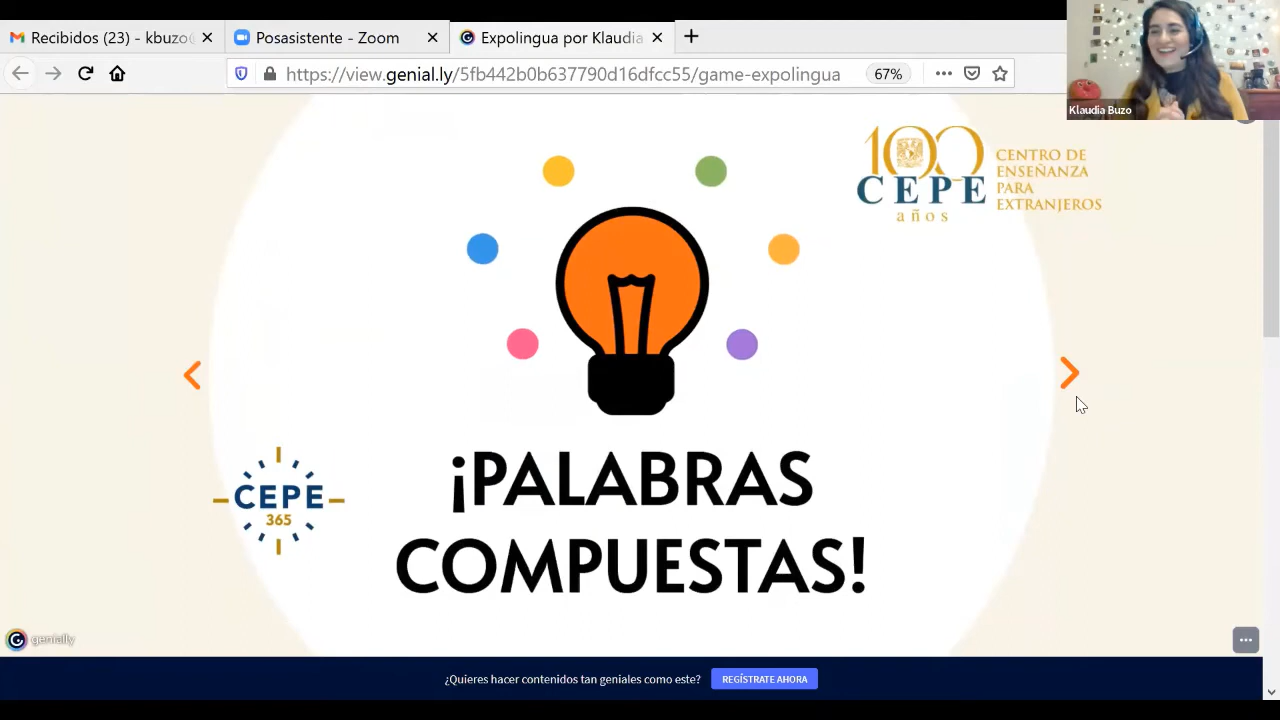 Recibidos (23) - kbuzo@
Posasistente - Zoom
Expolingua por Klaudia
https://view.genial.ly/5fb442b0b637790d16dfcc55/game-expolingua
67%
Klaudia Buzo
100
CEPE
años
CENTRO DE
ENSEÑANZA
PARA
EXTRANJEROS
CEPE
365
¡PALABRAS
COMPUESTAS!
genially
¿Quieres hacer contenidos tan geniales como este?
REGÍSTRATE AHORA